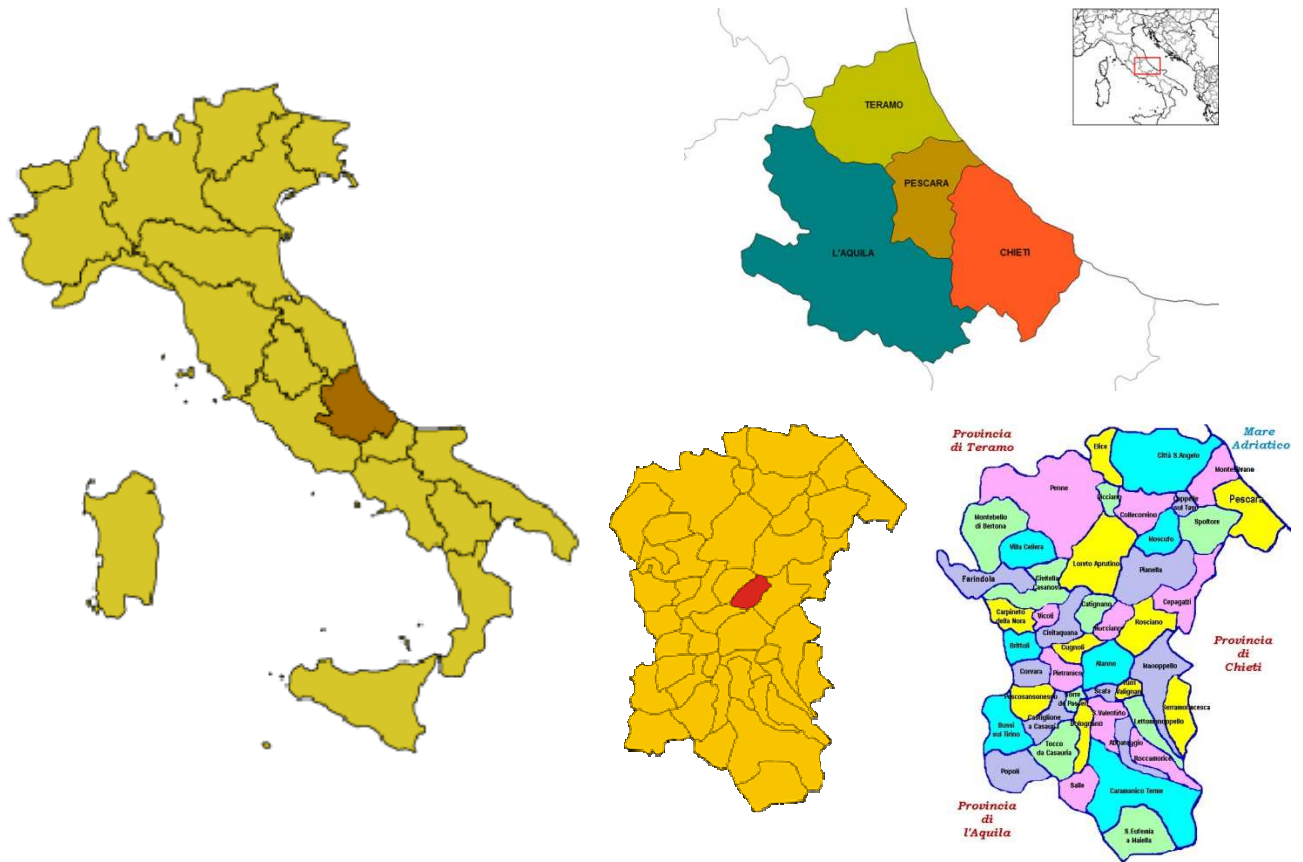 TERAMO
PESCARA
L'AQUILA
CHIETI
Provincia
di Teramo
Mare
Adriatico
Elice
Città S.Angelo
Montesilvano
Penne
Picciano
Cappelle
sul Tavo
Pescara
Collecorvino
Spoltore
Montebello
di Bertona
Moscufo
Villa Celiera
Loreto Aprutino
Pianella
Farindola
Civitella
Casanova
Cepagatti
Catignano
Carpineto
della Nora
Vicoli
Nocciano
Rosciano
Civitaquana
Provincia
di
Chieti
Brittoli
Cugnoli
Alanno
Manoppello
Corvara
Pietranico
Turri
Valignani
Scafa
Pescosansonesco
Torre
de Passeri
Serramonacesca
S.Valentino
Lettomanoppello
Castiglione
a Casauria
Bolognano
Bussi
sul Tirino
Abbateggio
Tocco
da Casauria
Roccamorice
Popoli
Salle
Caramanico Terme
Provincia
di
l'Aquila
S.Eufemia
a Maiella